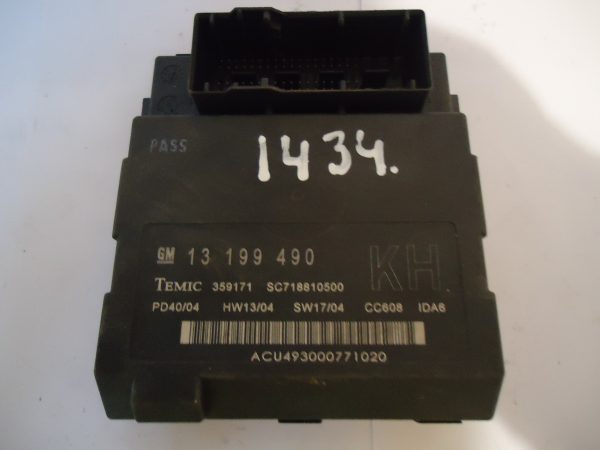 PASS
1434.
GM 13 199 490 KH
TEMIC 359171 SC718810500
PD40/04 HW13/04 SW17/04 CC608 IDA6
ACU493000771020